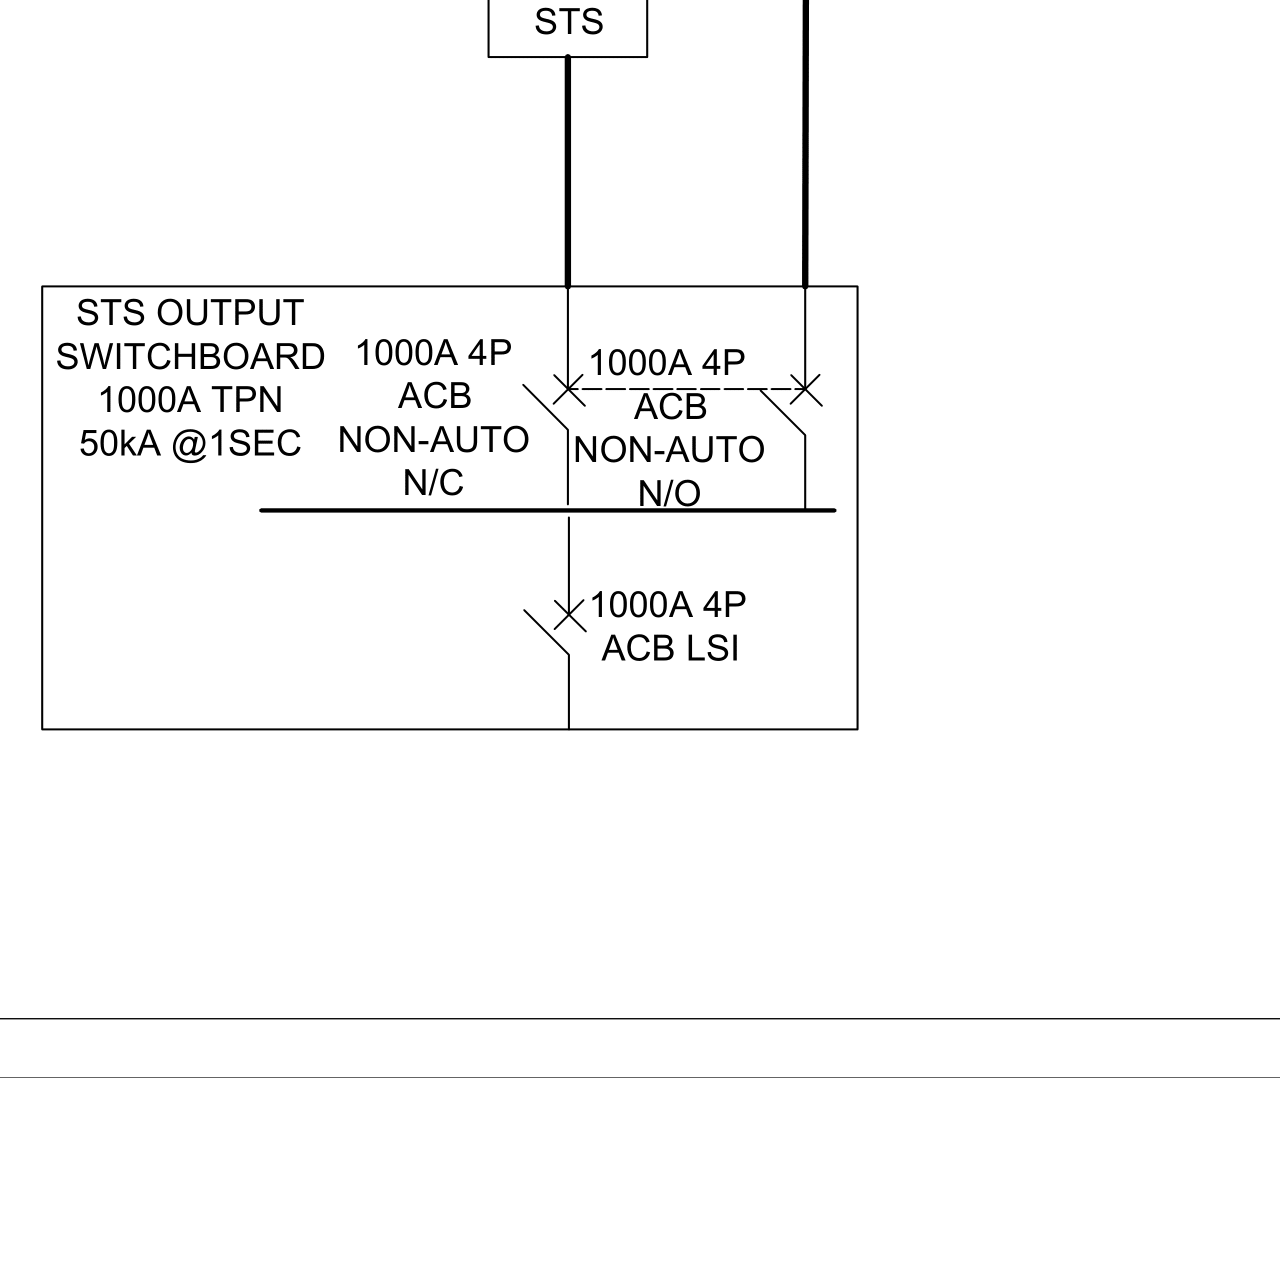 STS
STS OUTPUT
SWITCHBOARD
1000A TPN
50kA @1SEC
1000A 4P
ACB
NON-AUTO
N/C
1000A 4P
ACB
NON-AUTO
N/O
1000A 4P
ACB LSI